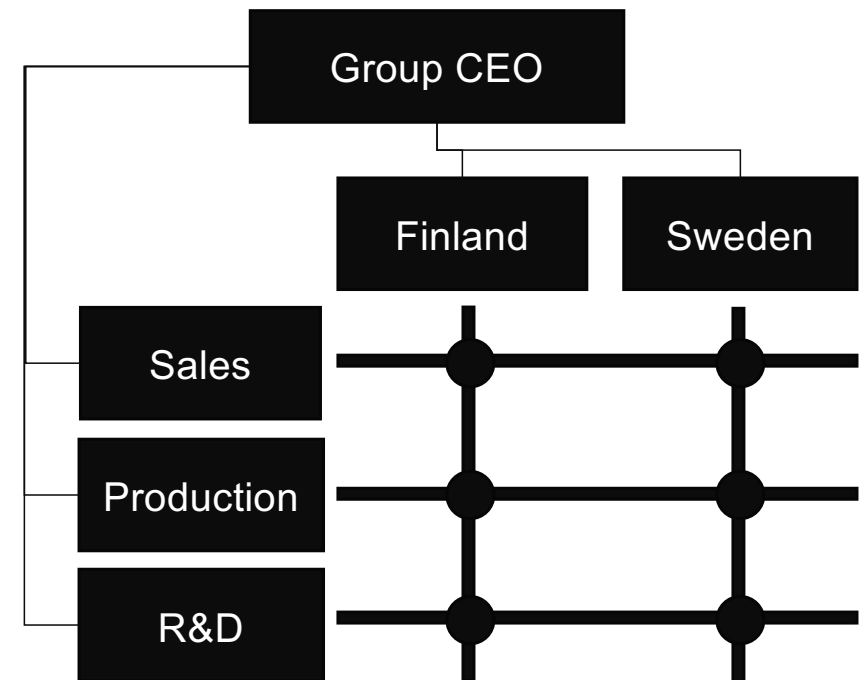 Group CEO
Finland
Sweden
Sales
Production
R&D